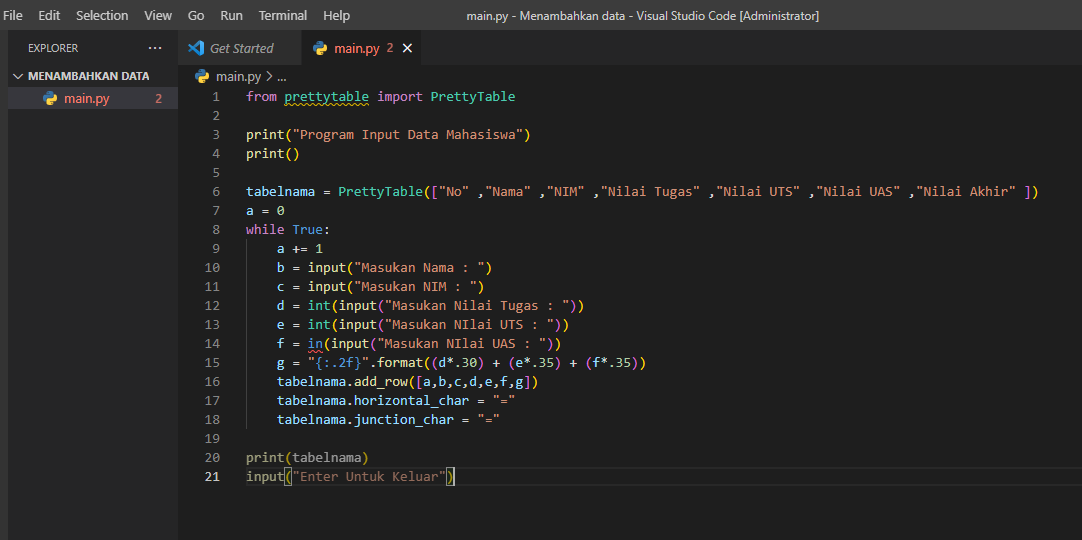 File Edit Selection View Go Run Terminal Help main.py - Menambahkan data - Visual Studio Code [Administrator]
EXPLORER ··· Get Started main.py 2 ×
MENAMBAHKAN DATA main.py > ...
main.py 2
1 from prettytable import PrettyTable
2
3 print("Program Input Data Mahasiswa")
4 print()
5
6 tabelnama = PrettyTable(["No" ,"Nama" ,"NIM" ,"Nilai Tugas" ,"Nilai UTS" ,"Nilai UAS" ,"Nilai Akhir" ])
7 a = 0
8 while True:
9     a += 1
10     b = input("Masukan Nama : ")
11     c = input("Masukan NIM : ")
12     d = int(input("Masukan Nilai Tugas : "))
13     e = int(input("Masukan NIlai UTS : "))
14     f = in(input("Masukan NIlai UAS : "))
15     g = "{:.2f}".format((d*.30) + (e*.35) + (f*.35))
16     tabelnama.add_row([a,b,c,d,e,f,g])
17     tabelnama.horizontal_char = "="
18     tabelnama.junction_char = "="
19
20 print(tabelnama)
21 input("Enter Untuk Keluar")